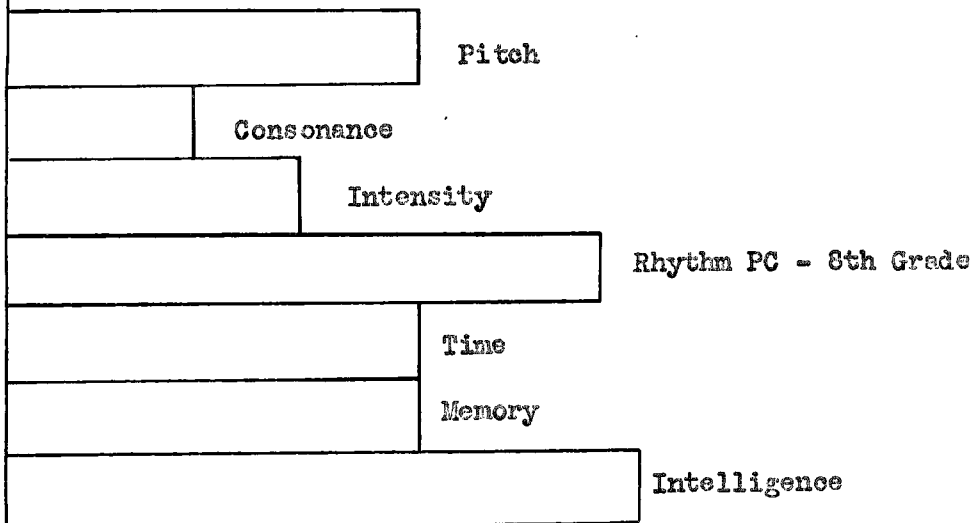 Pitch
Consonance
Intensity
Rhythm PC - 8th Grade
Time
Memory
Intelligence